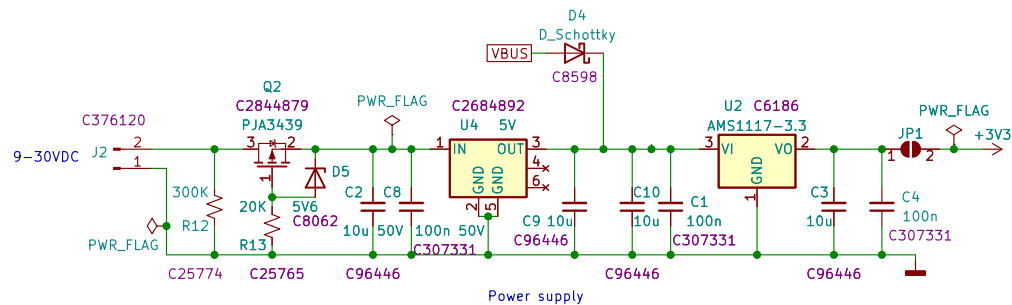 D4
D_Schottky
VBUS
C8598
Q2
C2844879
PJA3439
PWR_FLAG
C2684892
U4 5V
U2 C6186
AMS1117-3.3
PWR_FLAG
C376120
9-30VDC
J2
2
1
3
2
1
1 IN OUT 3
GND GND
4
6
2 5
3 VI VO 2
GND
1
JP1
1 2
+3V3
D5
5V6
C8062
300K
R12
20K
R13
C2
10u 50V
C8
100n 50V
C307331
C9 10u
C96446
C10
10u
C1
100n
C307331
C3
10u
C4
100n
C307331
PWR_FLAG
C25774
C25765
C96446
C96446
C96446
Power supply